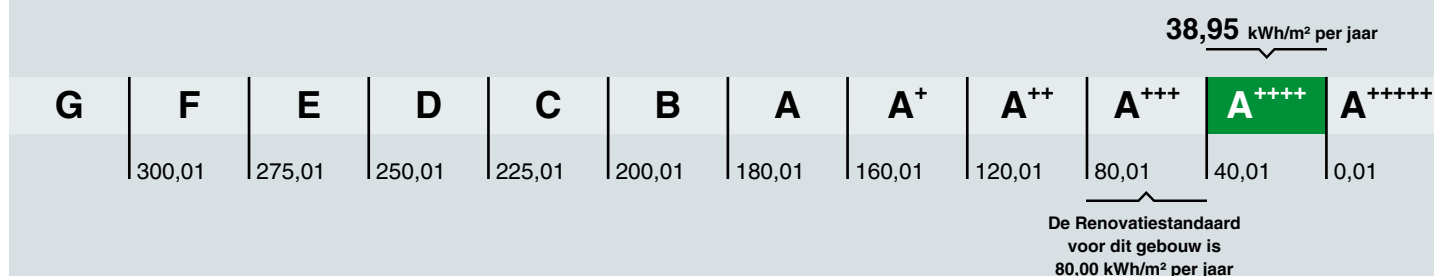 38,95 kWh/m² per jaar
G F E D C B A A+ A++ A+++ A++++ A+++++
300,01 275,01 250,01 225,01 200,01 180,01 160,01 120,01 80,01 40,01 0,01
De Renovatiestandaard
voor dit gebouw is
80,00 kWh/m² per jaar